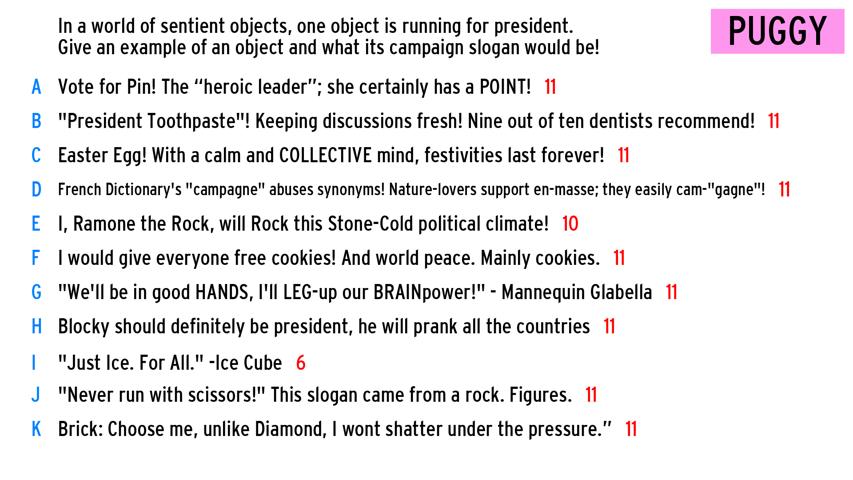 In a world of sentient objects, one object is running for president.
Give an example of an object and what its campaign slogan would be!
PUGGY
A Vote for Pin! The “heroic leader”; she certainly has a POINT! 11
B "President Toothpaste"! Keeping discussions fresh! Nine out of ten dentists recommend! 11
C Easter Egg! With a calm and COLLECTIVE mind, festivities last forever! 11
D French Dictionary's "campagne" abuses synonyms! Nature-lovers support en-masse; they easily cam-"gagne"! 11
E I, Ramone the Rock, will Rock this Stone-Cold political climate! 10
F I would give everyone free cookies! And world peace. Mainly cookies. 11
G "We'll be in good HANDS, I'll LEG-up our BRAINpower!" - Mannequin Glabella 11
H Blocky should definitely be president, he will prank all the countries 11
I "Just Ice. For All." -Ice Cube 6
J "Never run with scissors!" This slogan came from a rock. Figures. 11
K Brick: Choose me, unlike Diamond, I wont shatter under the pressure.” 11